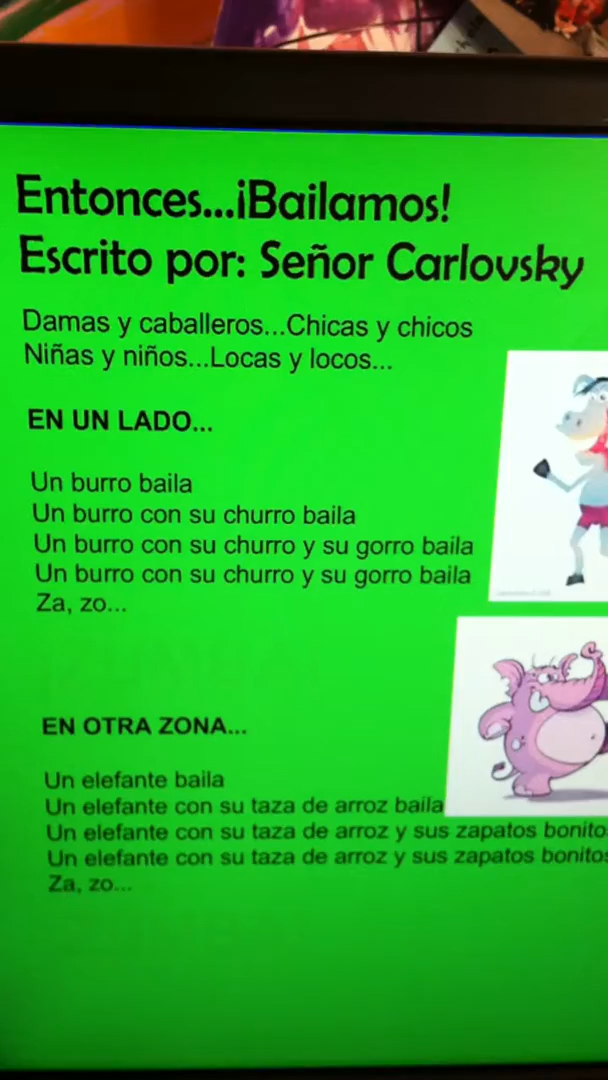 Entonces...¡Bailamos!
Escrito por: Señor Carlovsky
Damas y caballeros...Chicas y chicos
Niñas y niños...Locas y locos...
EN UN LADO...
Un burro baila
Un burro con su churro baila
Un burro con su churro y su gorro baila
Un burro con su churro y su gorro baila
Za, zo...
EN OTRA ZONA...
Un elefante baila
Un elefante con su taza de arroz baila
Un elefante con su taza de arroz y sus zapatos bonito
Un elefante con su taza de arroz y sus zapatos bonitos
Za, zo...